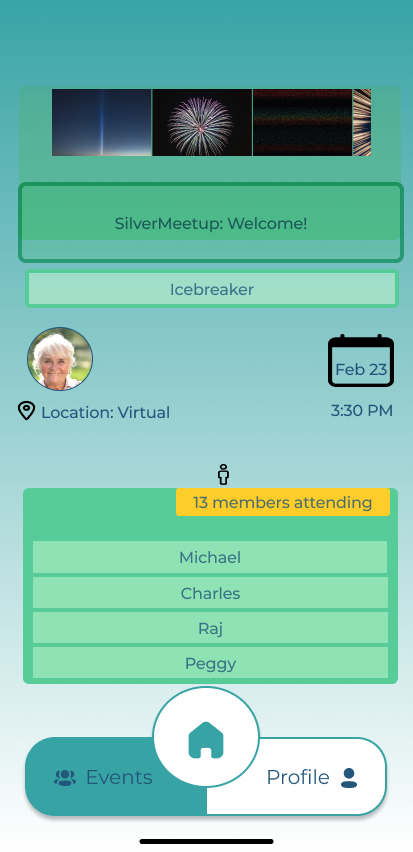 SilverMeetup: Welcome!
Icebreaker
Feb 23
Location: Virtual
3:30 PM
13 members attending
Michael
Charles
Raj
Peggy
Events
Profile